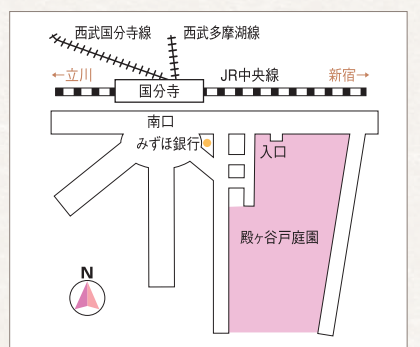 西武国分寺線
西武多摩湖線
←立川
JR中央線
新宿→
国分寺
南口
みずほ銀行
入口
殿ヶ谷戸庭園
N